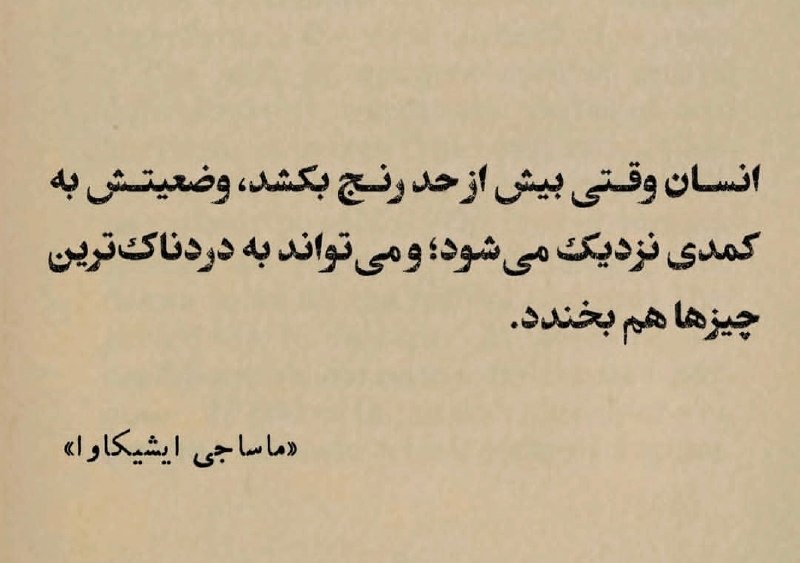 انسان وقتی بیش از حد رنج بکشد، وضعیتش به
کمدی نزدیک می‌شود؛ و می‌تواند به دردناک‌ترین
چیزها هم بخندد.
«ماساجی ایشیکاوا»